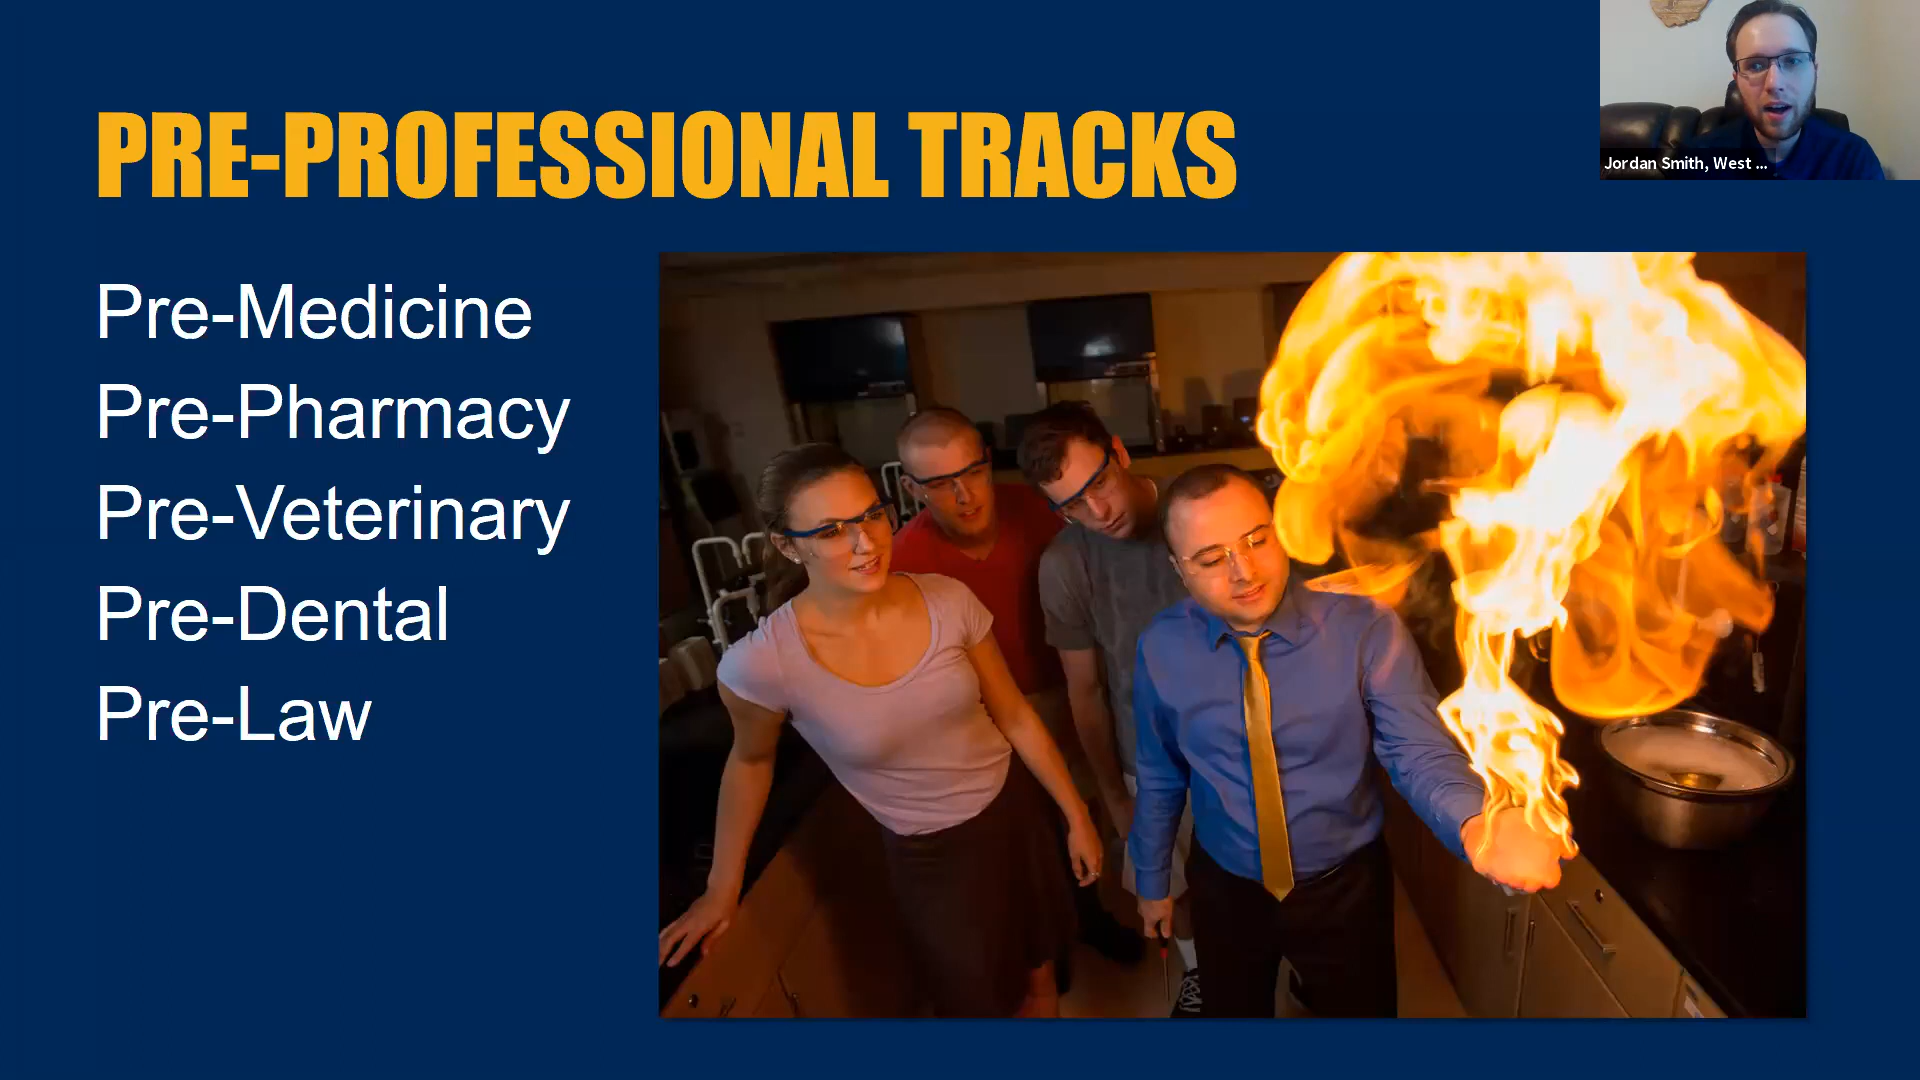 PRE-PROFESSIONAL TRACKS
Jordan Smith, West ...
Pre-Medicine
Pre-Pharmacy
Pre-Veterinary
Pre-Dental
Pre-Law